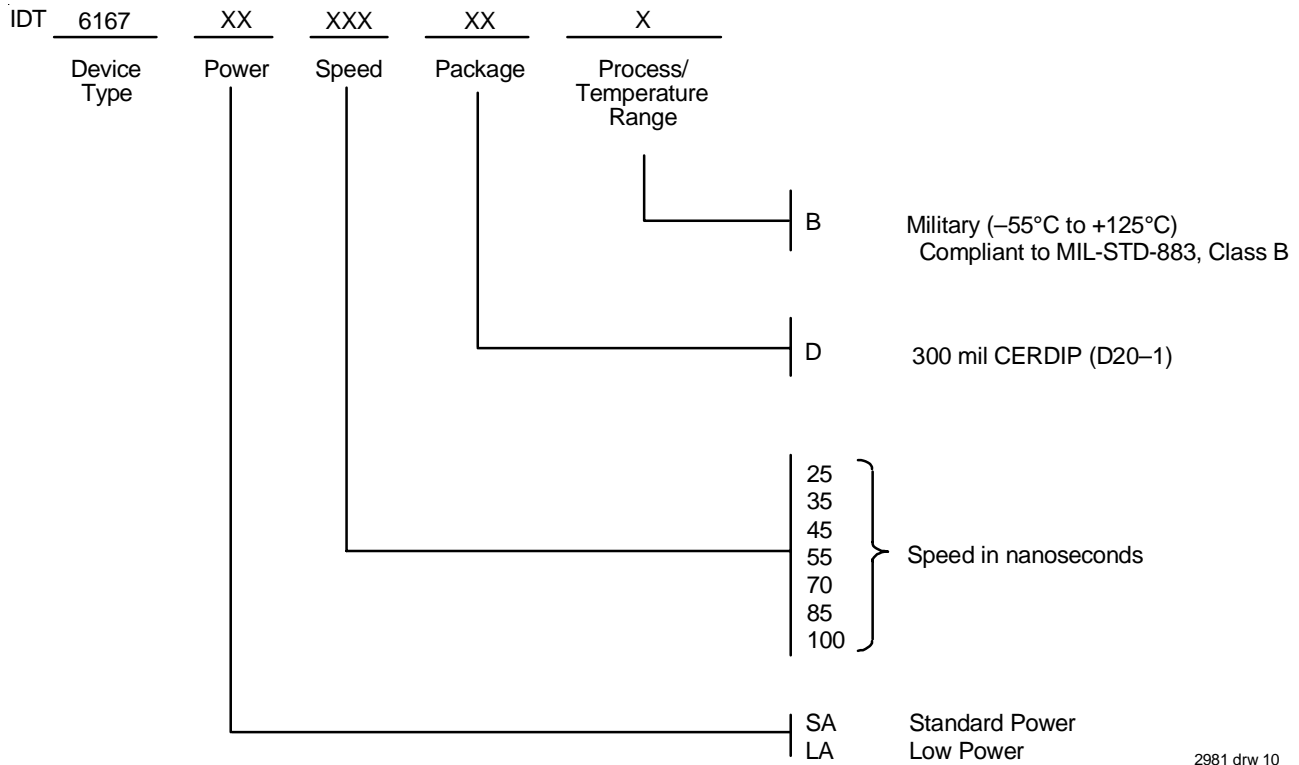 IDT 6167 XX XXX XX X
Device Type Power Speed Package Process/ Temperature Range
B Military (–55°C to +125°C)
Compliant to MIL-STD-883, Class B
D 300 mil CERDIP (D20–1)
25
35
45
55
70
85
100
Speed in nanoseconds
SA Standard Power
LA Low Power
2981 drw 10